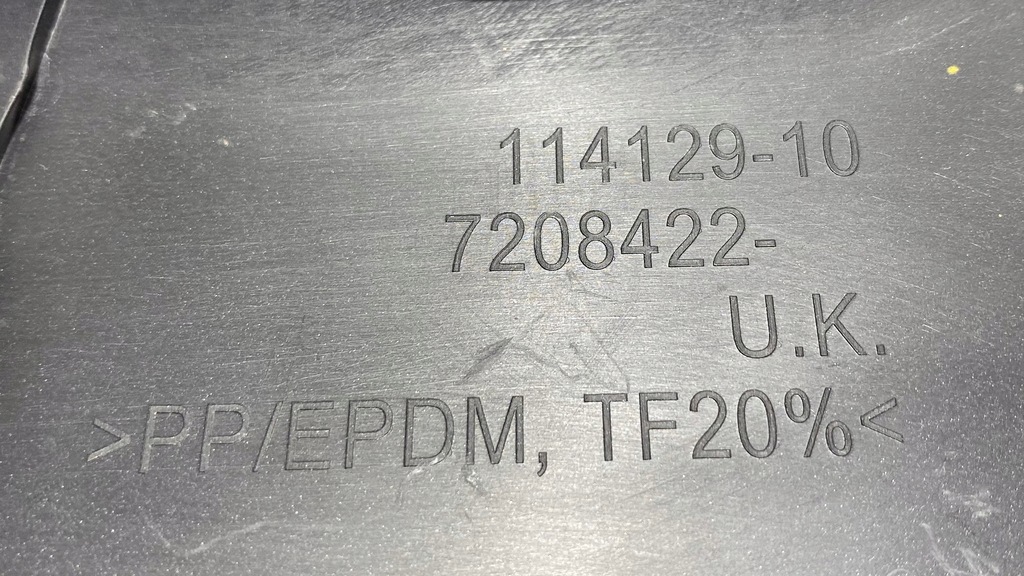 114129-10
7208422-
U.K.
>PP/EPDM, TF20%<